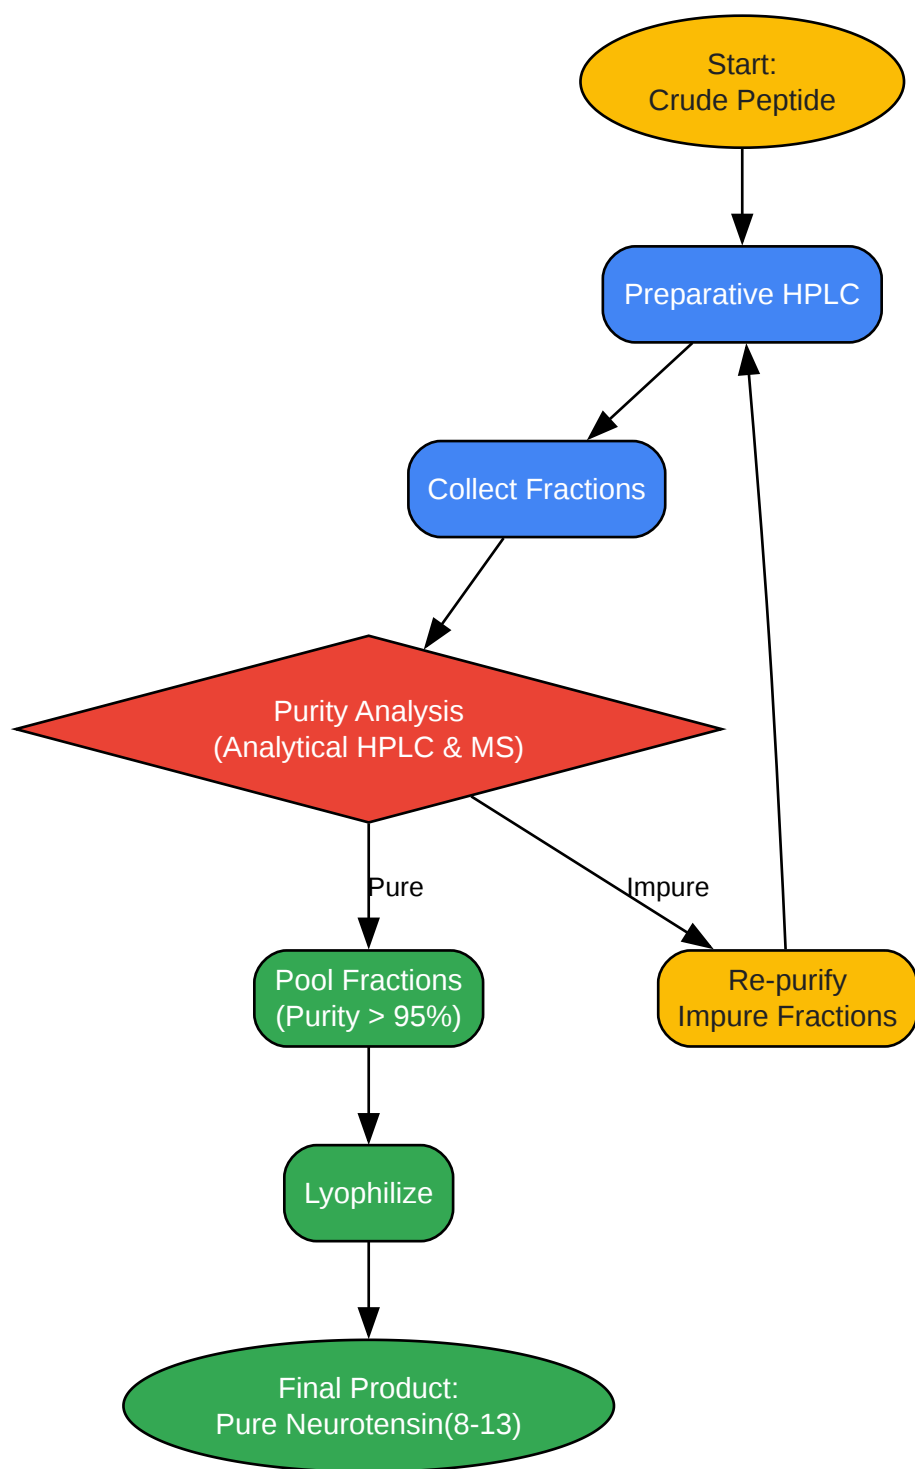 Start:
Crude Peptide
Preparative HPLC
Collect Fractions
Purity Analysis
(Analytical HPLC & MS)
Pure
Impure
Pool Fractions
(Purity > 95%)
Re-purify
Impure Fractions
Lyophilize
Final Product:
Pure Neurotensin(8-13)